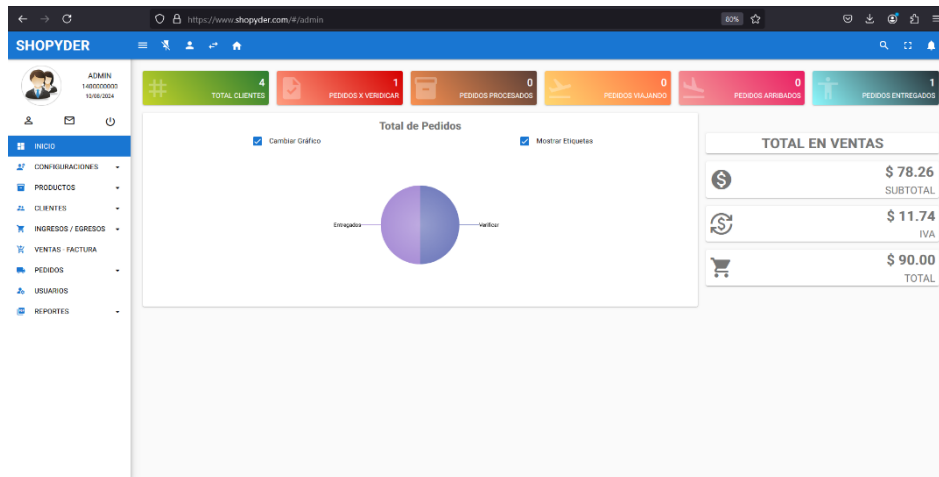 https://www.shopyder.com/#/admin
80%
SHOPYDER
ADMIN
1400000000
10/08/2024
INICIO
CONFIGURACIONES
PRODUCTOS
CLIENTES
INGRESOS / EGRESOS
VENTAS - FACTURA
PEDIDOS
USUARIOS
REPORTES
4
TOTAL CLIENTES
1
PEDIDOS X VERIDICAR
0
PEDIDOS PROCESADOS
0
PEDIDOS VIAJANDO
0
PEDIDOS ARRIBADOS
1
PEDIDOS ENTREGADOS
Total de Pedidos
Cambiar Gráfico
Mostrar Etiquetas
Entregados
Verificar
TOTAL EN VENTAS
$ 78.26
SUBTOTAL
$ 11.74
IVA
$ 90.00
TOTAL